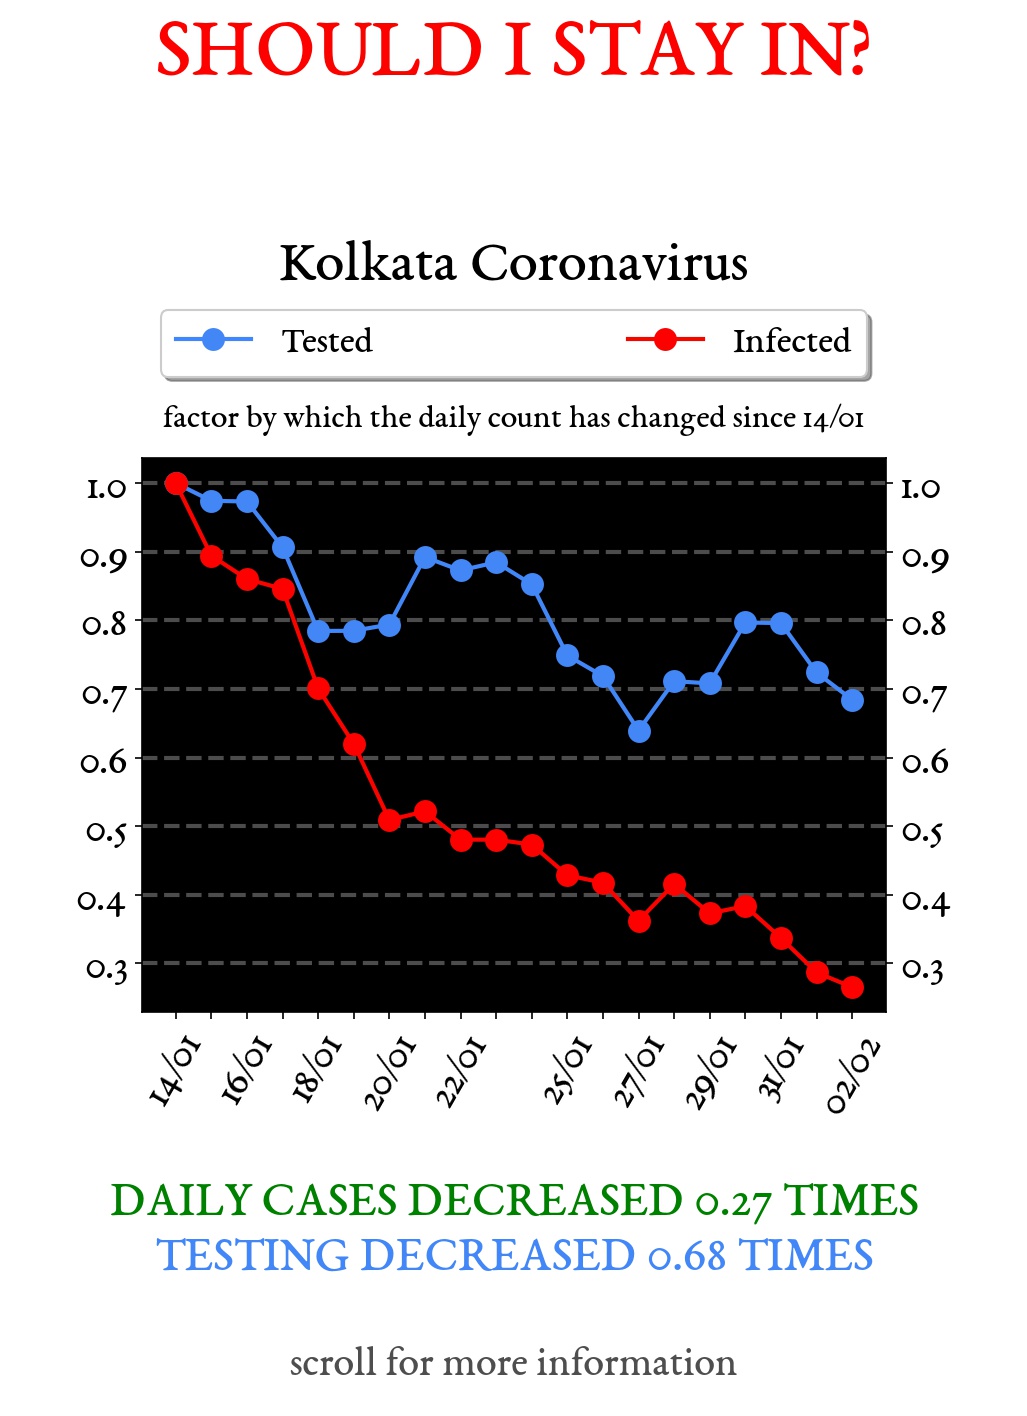 SHOULD I STAY IN?
Kolkata Coronavirus
Tested Infected
factor by which the daily count has changed since 14/01
1.0 1.0
0.9 0.9
0.8 0.8
0.7 0.7
0.6 0.6
0.5 0.5
0.4 0.4
0.3 0.3
14/01 16/01 18/01 20/01 22/01 25/01 27/01 29/01 31/01 02/02
DAILY CASES DECREASED 0.27 TIMES
TESTING DECREASED 0.68 TIMES
scroll for more information